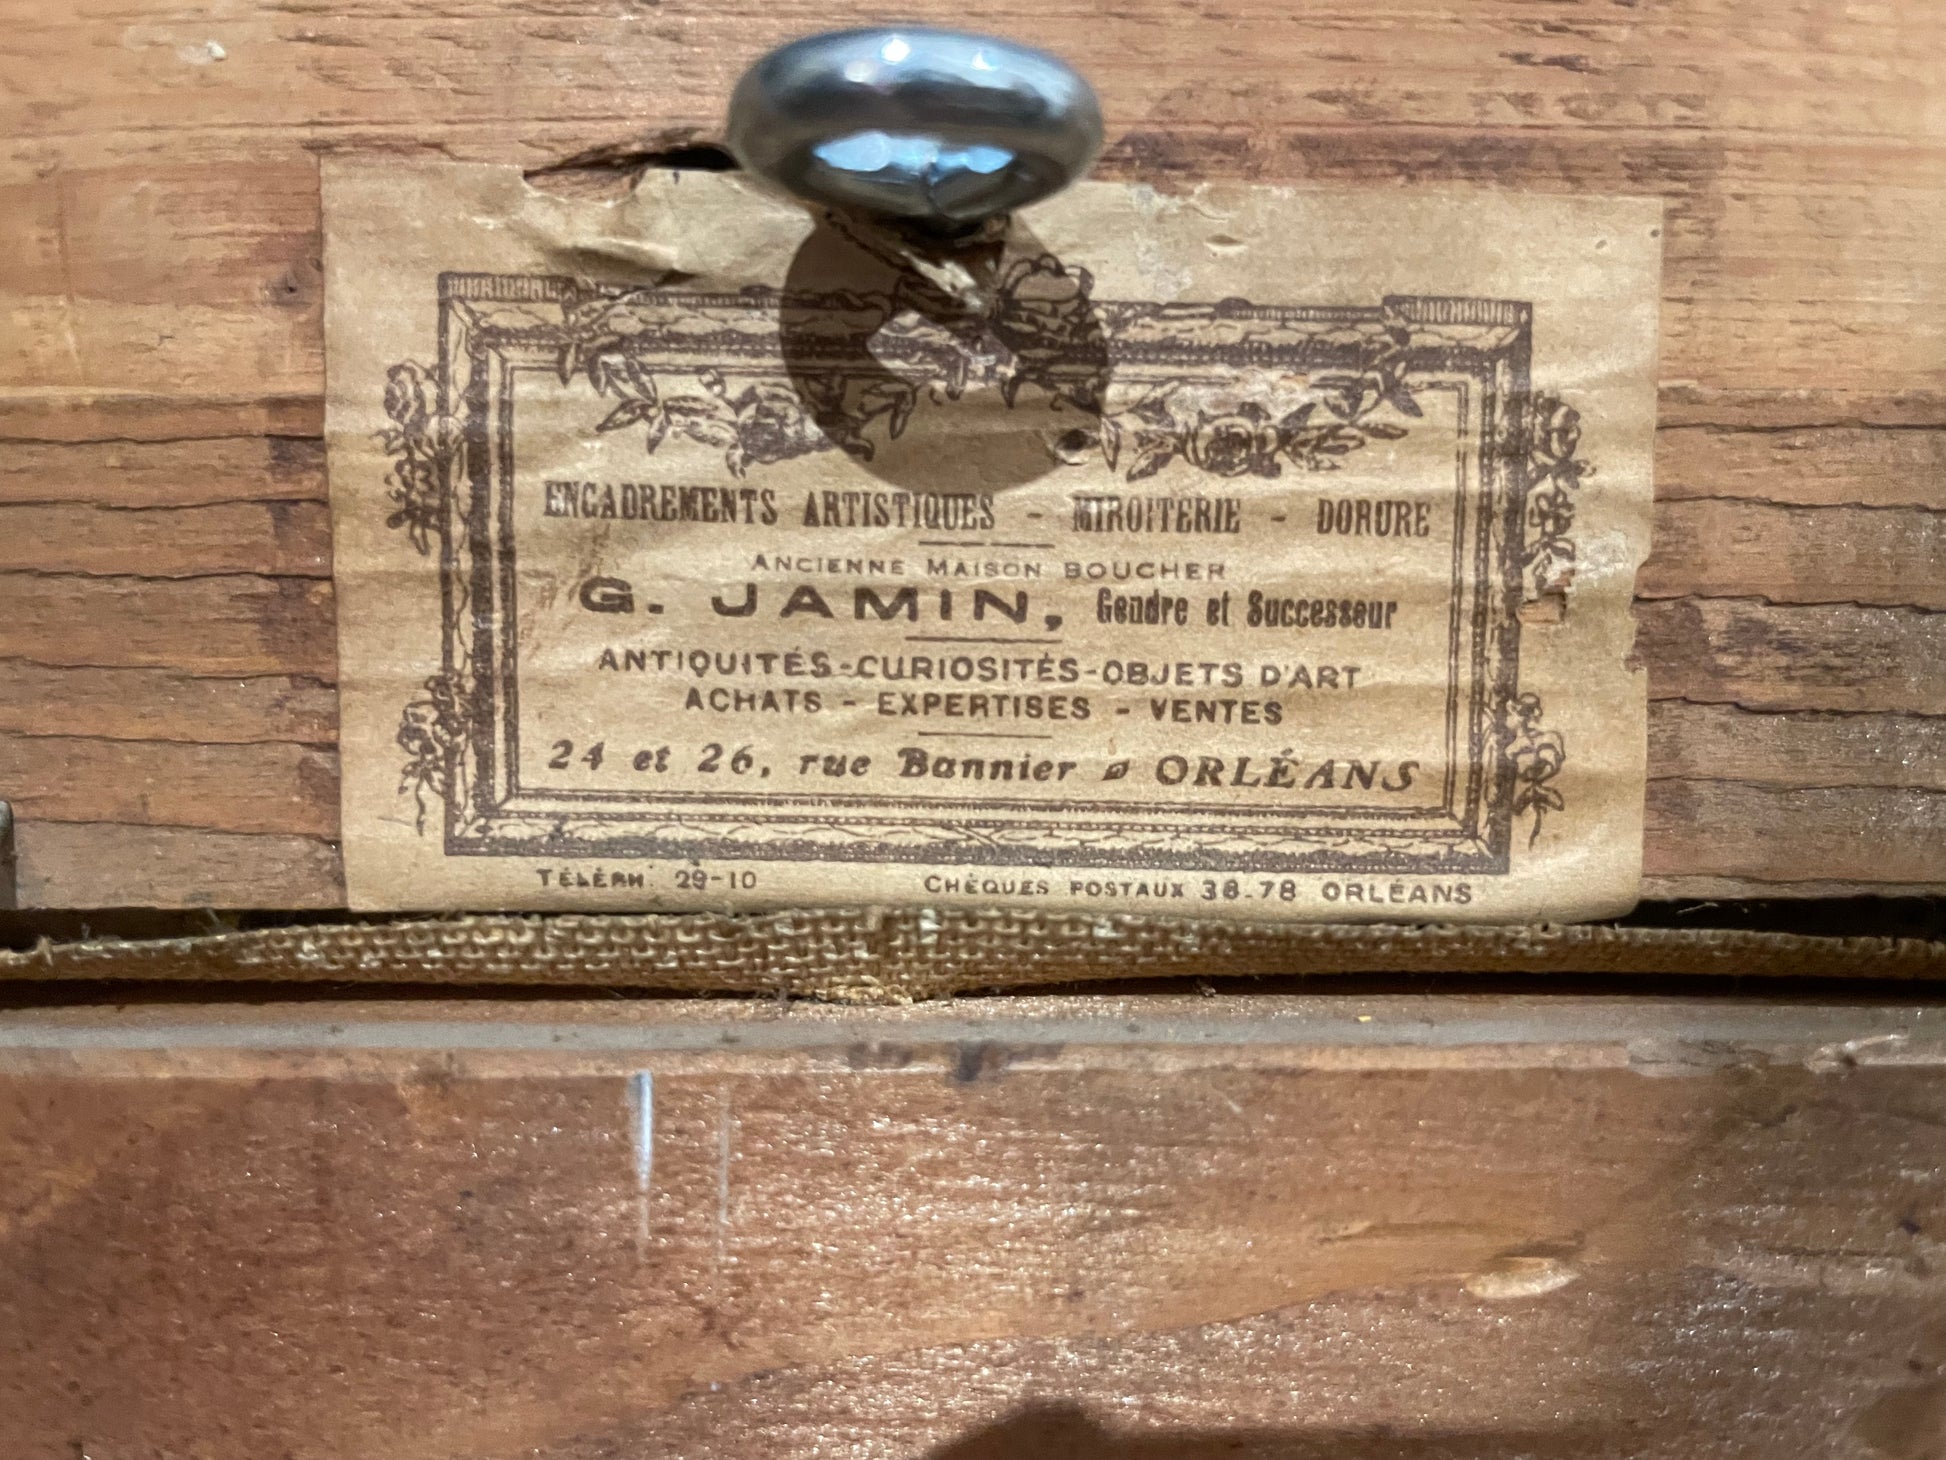 ENCADREMENTS ARTISTIQUES - MIROITERIE - DORURE
ANCIENNE MAISON BOUCHER
G. JAMIN, Gendre et Successeur
ANTIQUITÉS-CURIOSITÉS-OBJETS D'ART
ACHATS - EXPERTISES - VENTES
24 et 26, rue Bannier ORLÉANS
TÉLÉPH. 29-10 CHÈQUES POSTAUX 38-78 ORLÉANS